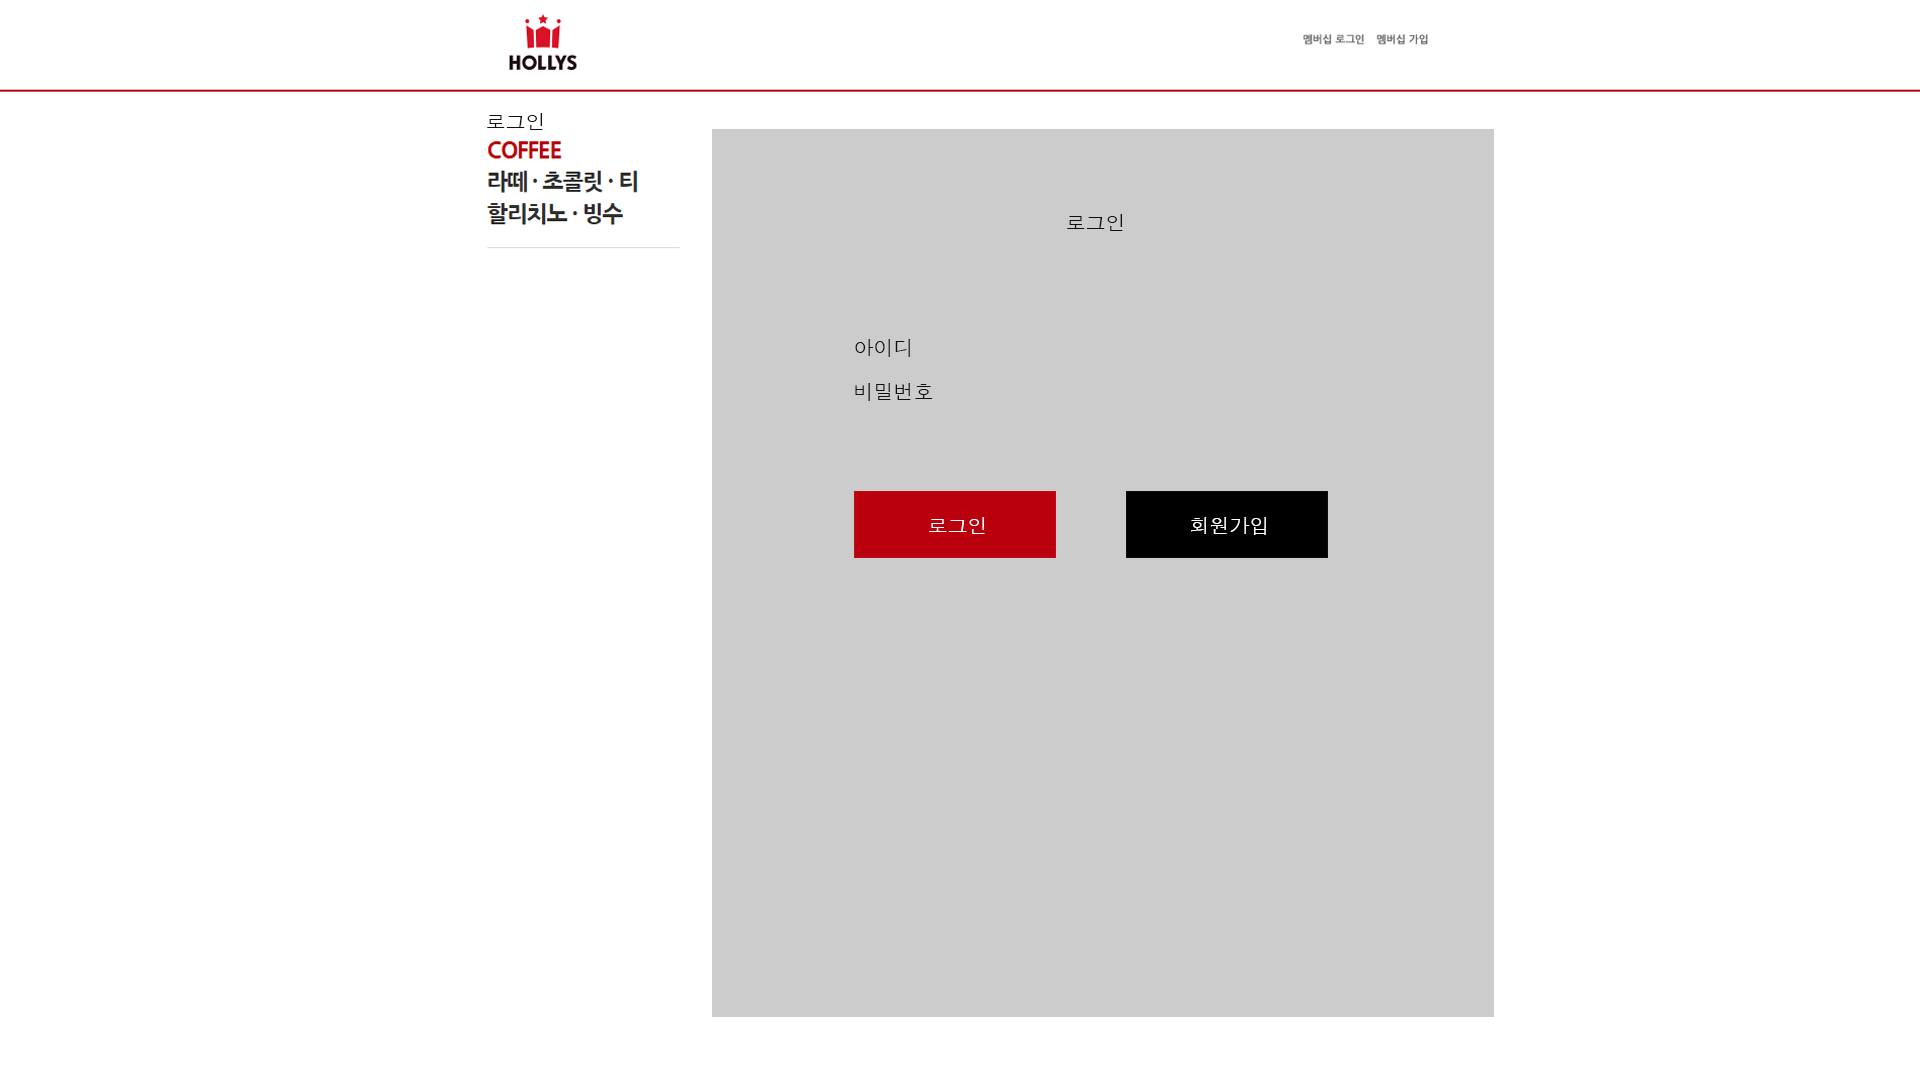 HOLLYS
멤버십 로그인 멤버십 가입
로그인
COFFEE
라떼 · 초콜릿 · 티
할리치노 · 빙수
로그인
아이디
비밀번호
로그인 회원가입